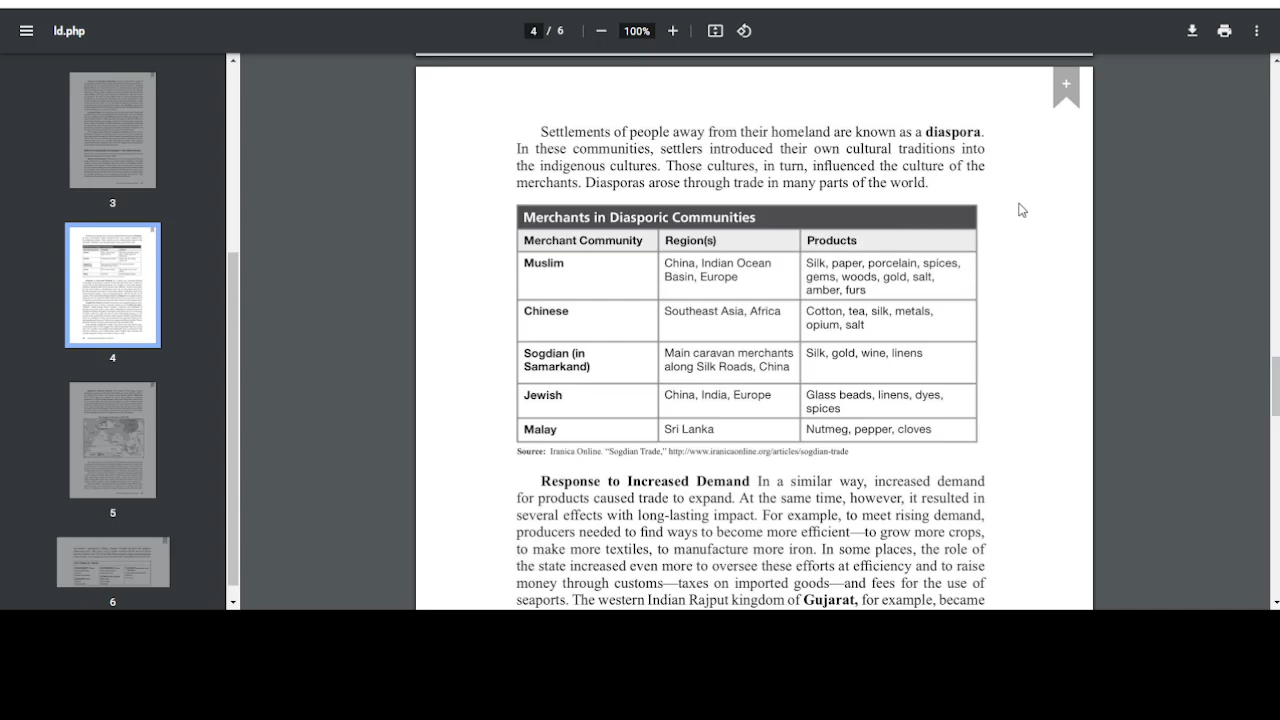 ld.php
4 / 6
100%
3
4
5
6
Settlements of people away from their homeland are known as a diaspora.
In these communities, settlers introduced their own cultural traditions into
the indigenous cultures. Those cultures, in turn, influenced the culture of the
merchants. Diasporas arose through trade in many parts of the world.
Merchants in Diasporic Communities
Merchant Community Region(s) Products
Muslim China, Indian Ocean Silk, paper, porcelain, spices,
Basin, Europe gems, woods, gold, salt,
amber, furs
Chinese Southeast Asia, Africa Cotton, tea, silk, metals,
opium, salt
Sogdian (in Main caravan merchants Silk, gold, wine, linens
Samarkand) along Silk Roads, China
Jewish China, India, Europe Glass beads, linens, dyes,
spices
Malay Sri Lanka Nutmeg, pepper, cloves
Source: Iranica Online. “Sogdian Trade,” http://www.iranicaonline.org/articles/sogdian-trade
Response to Increased Demand In a similar way, increased demand
for products caused trade to expand. At the same time, however, it resulted in
several effects with long-lasting impact. For example, to meet rising demand,
producers needed to find ways to become more efficient—to grow more crops,
to make more textiles, to manufacture more iron. In some places, the role of
the state increased even more to oversee these efforts at efficiency and to raise
money through customs—taxes on imported goods—and fees for the use of
seaports. The western Indian Rajput kingdom of Gujarat, for example, became